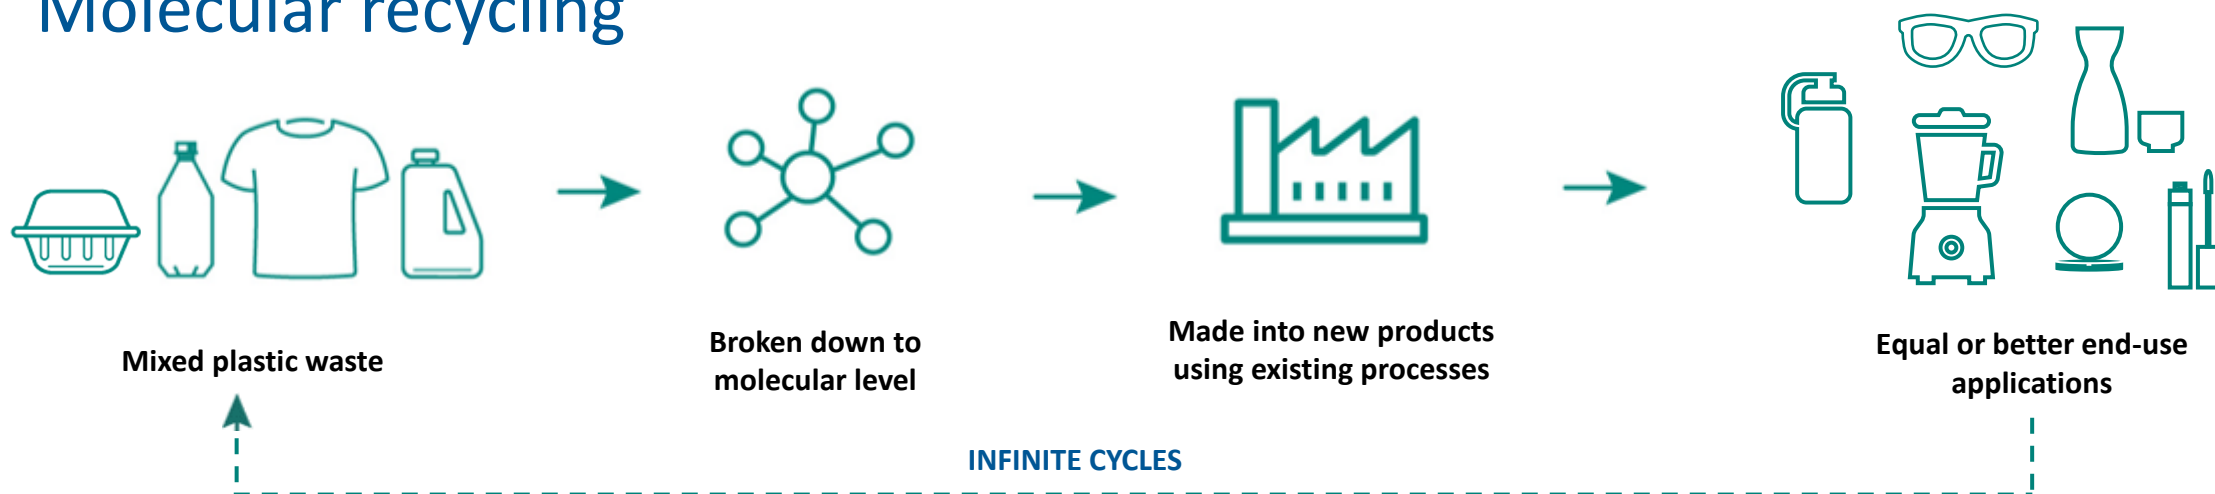 Molecular recycling
Mixed plastic waste
Broken down to
molecular level
Made into new products
using existing processes
Equal or better end-use
applications
INFINITE CYCLES